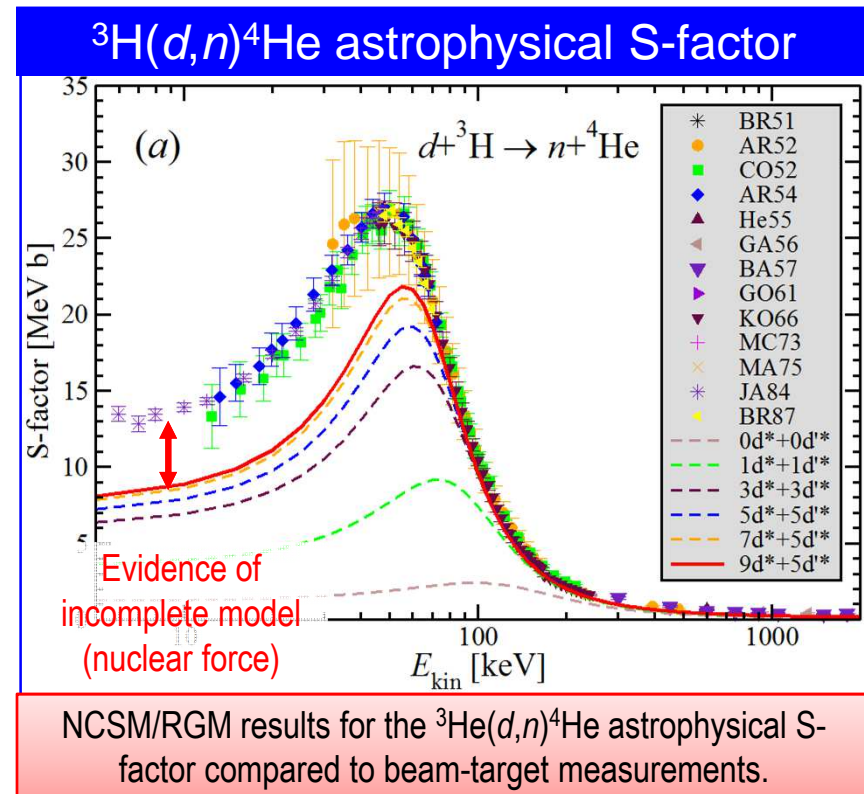 ³H(d,n)⁴He astrophysical S-factor
35
30
25
20
15
10
5
S-factor [MeV b]
(a)
d+³H → n+⁴He
BR51
AR52
CO52
AR54
He55
GA56
BA57
GO61
KO66
MC73
MA75
JA84
BR87
0d*+0d'*
1d*+1d'*
3d*+3d'*
5d*+5d'*
7d*+5d'*
9d*+5d'*
Evidence of
incomplete model
(nuclear force)
10
100
1000
E_kin [keV]
NCSM/RGM results for the ³He(d,n)⁴He astrophysical S-
factor compared to beam-target measurements.